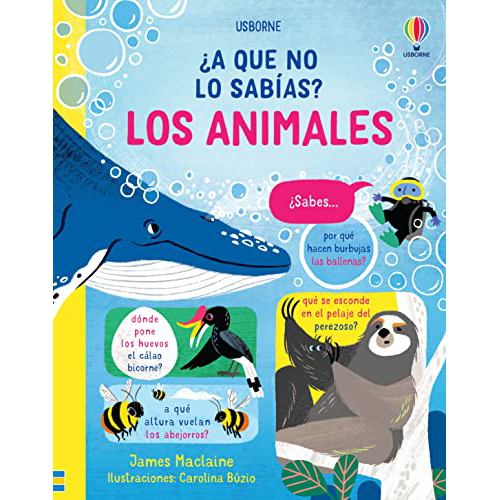 USBORNE
USBORNE
¿A QUE NO
LO SABÍAS?
LOS ANIMALES
¿Sabes...
por qué
hacen burbujas
las ballenas?
qué se esconde
en el pelaje del
perezoso?
dónde
pone
los huevos
el cálao
bicorne?
a qué
altura vuelan
los abejorros?
James Maclaine
Ilustraciones: Carolina Búzio